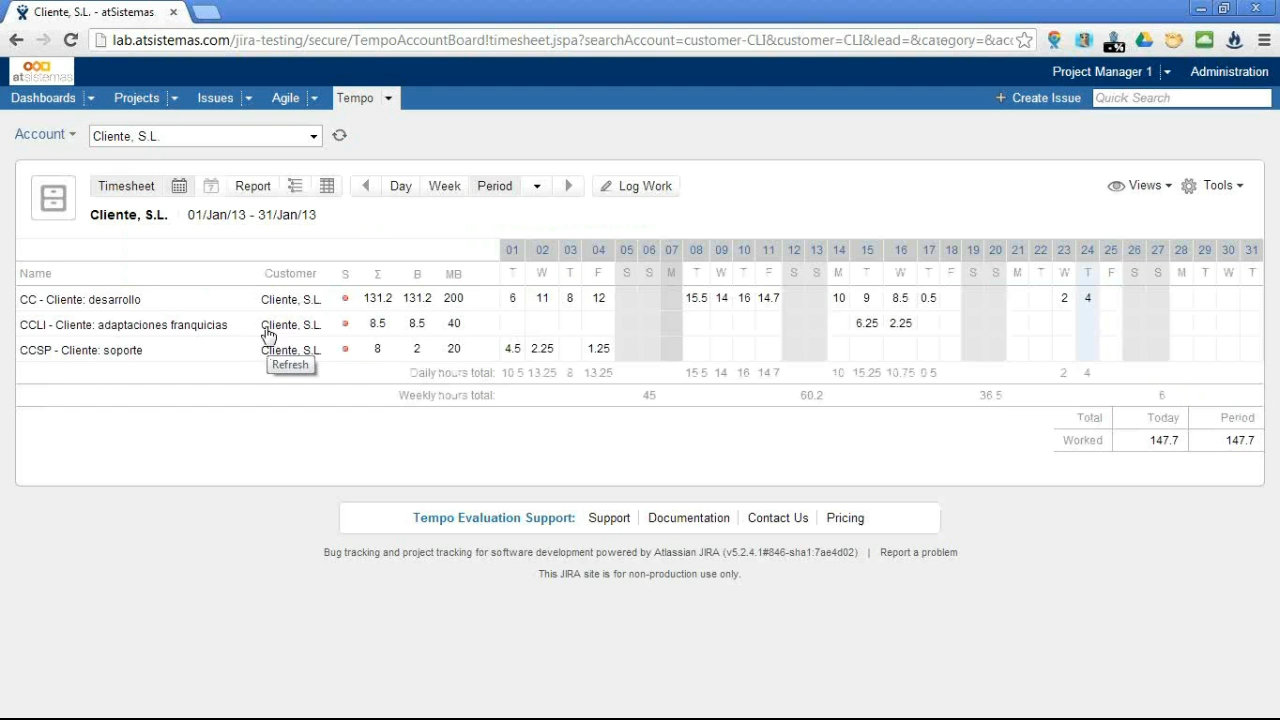 Cliente, S.L. - atSistemas
lab.atsistemas.com/jira-testing/secure/TempoAccountBoard!timesheet.jspa?searchAccount=customer-CLI&customer=CLI&lead=&category=&acc
atsistemas
Project Manager 1 Administration
Dashboards Projects Issues Agile Tempo + Create Issue Quick Search
Account Cliente, S.L.
Timesheet 7 Report Day Week Period Log Work Views Tools
Cliente, S.L. 01/Jan/13 - 31/Jan/13
01 02 03 04 05 06 07 08 09 10 11 12 13 14 15 16 17 18 19 20 21 22 23 24 25 26 27 28 29 30 31
Name Customer S Σ B MB T W T F S S M T W T F S S M T W T F S S M T W T F S S M T W T
CC - Cliente: desarrollo Cliente, S.L. 131.2 131.2 200 6 11 8 12 15.5 14 16 14.7 10 9 8.5 0.5 2 4
CCLI - Cliente: adaptaciones franquicias Cliente, S.L. 8.5 8.5 40 6.25 2.25
CCSP - Cliente: soporte Cliente, S.L. 8 2 20 4.5 2.25 1.25
Refresh
Daily hours total: 10.5 13.25 8 13.25 15.5 14 16 14.7 10 15.25 10.75 0.5 2 4
Weekly hours total: 45 60.2 36.5 6
Total Today Period
Worked 147.7 147.7
Tempo Evaluation Support: Support Documentation Contact Us Pricing
Bug tracking and project tracking for software development powered by Atlassian JIRA (v5.2.4.1#846-sha1:7ae4d02) | Report a problem
This JIRA site is for non-production use only.